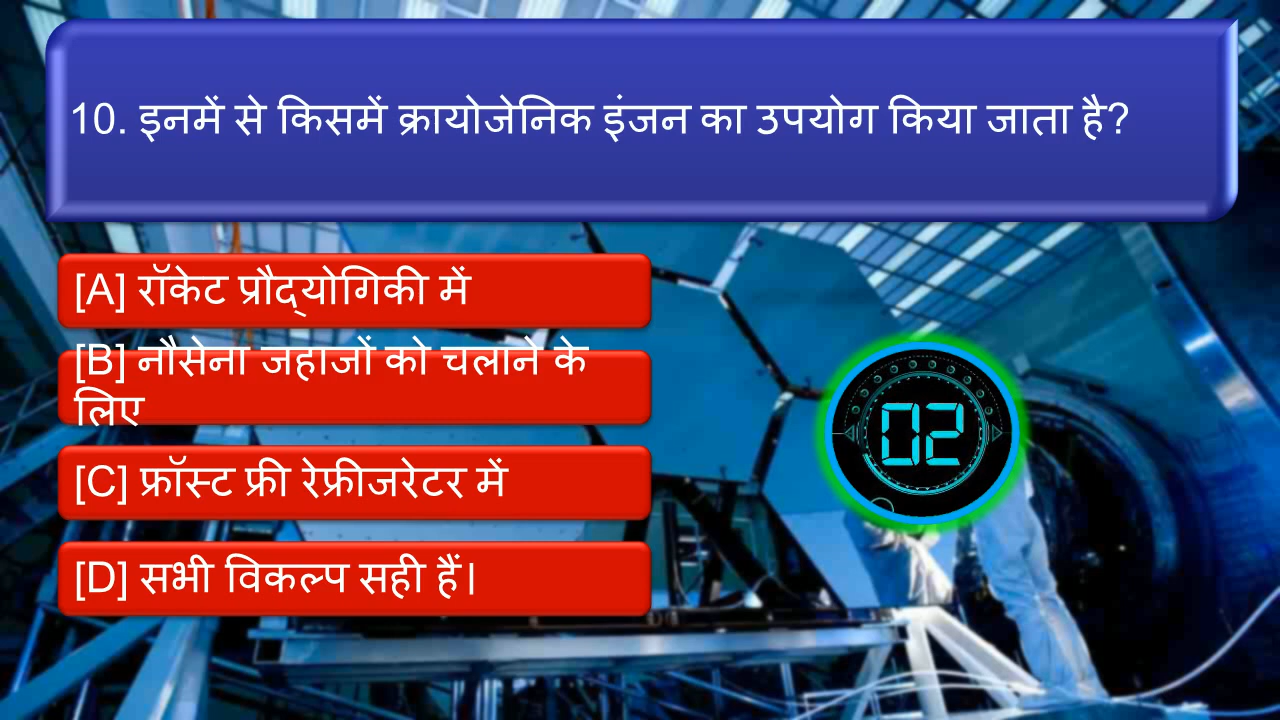 10. इनमें से किसमें क्रायोजेनिक इंजन का उपयोग किया जाता है?
[A] रॉकेट प्रौद्योगिकी में
[B] नौसेना जहाजों को चलाने के
लिए
[C] फ्रॉस्ट फ्री रेफ्रीजरेटर में
[D] सभी विकल्प सही हैं।
02